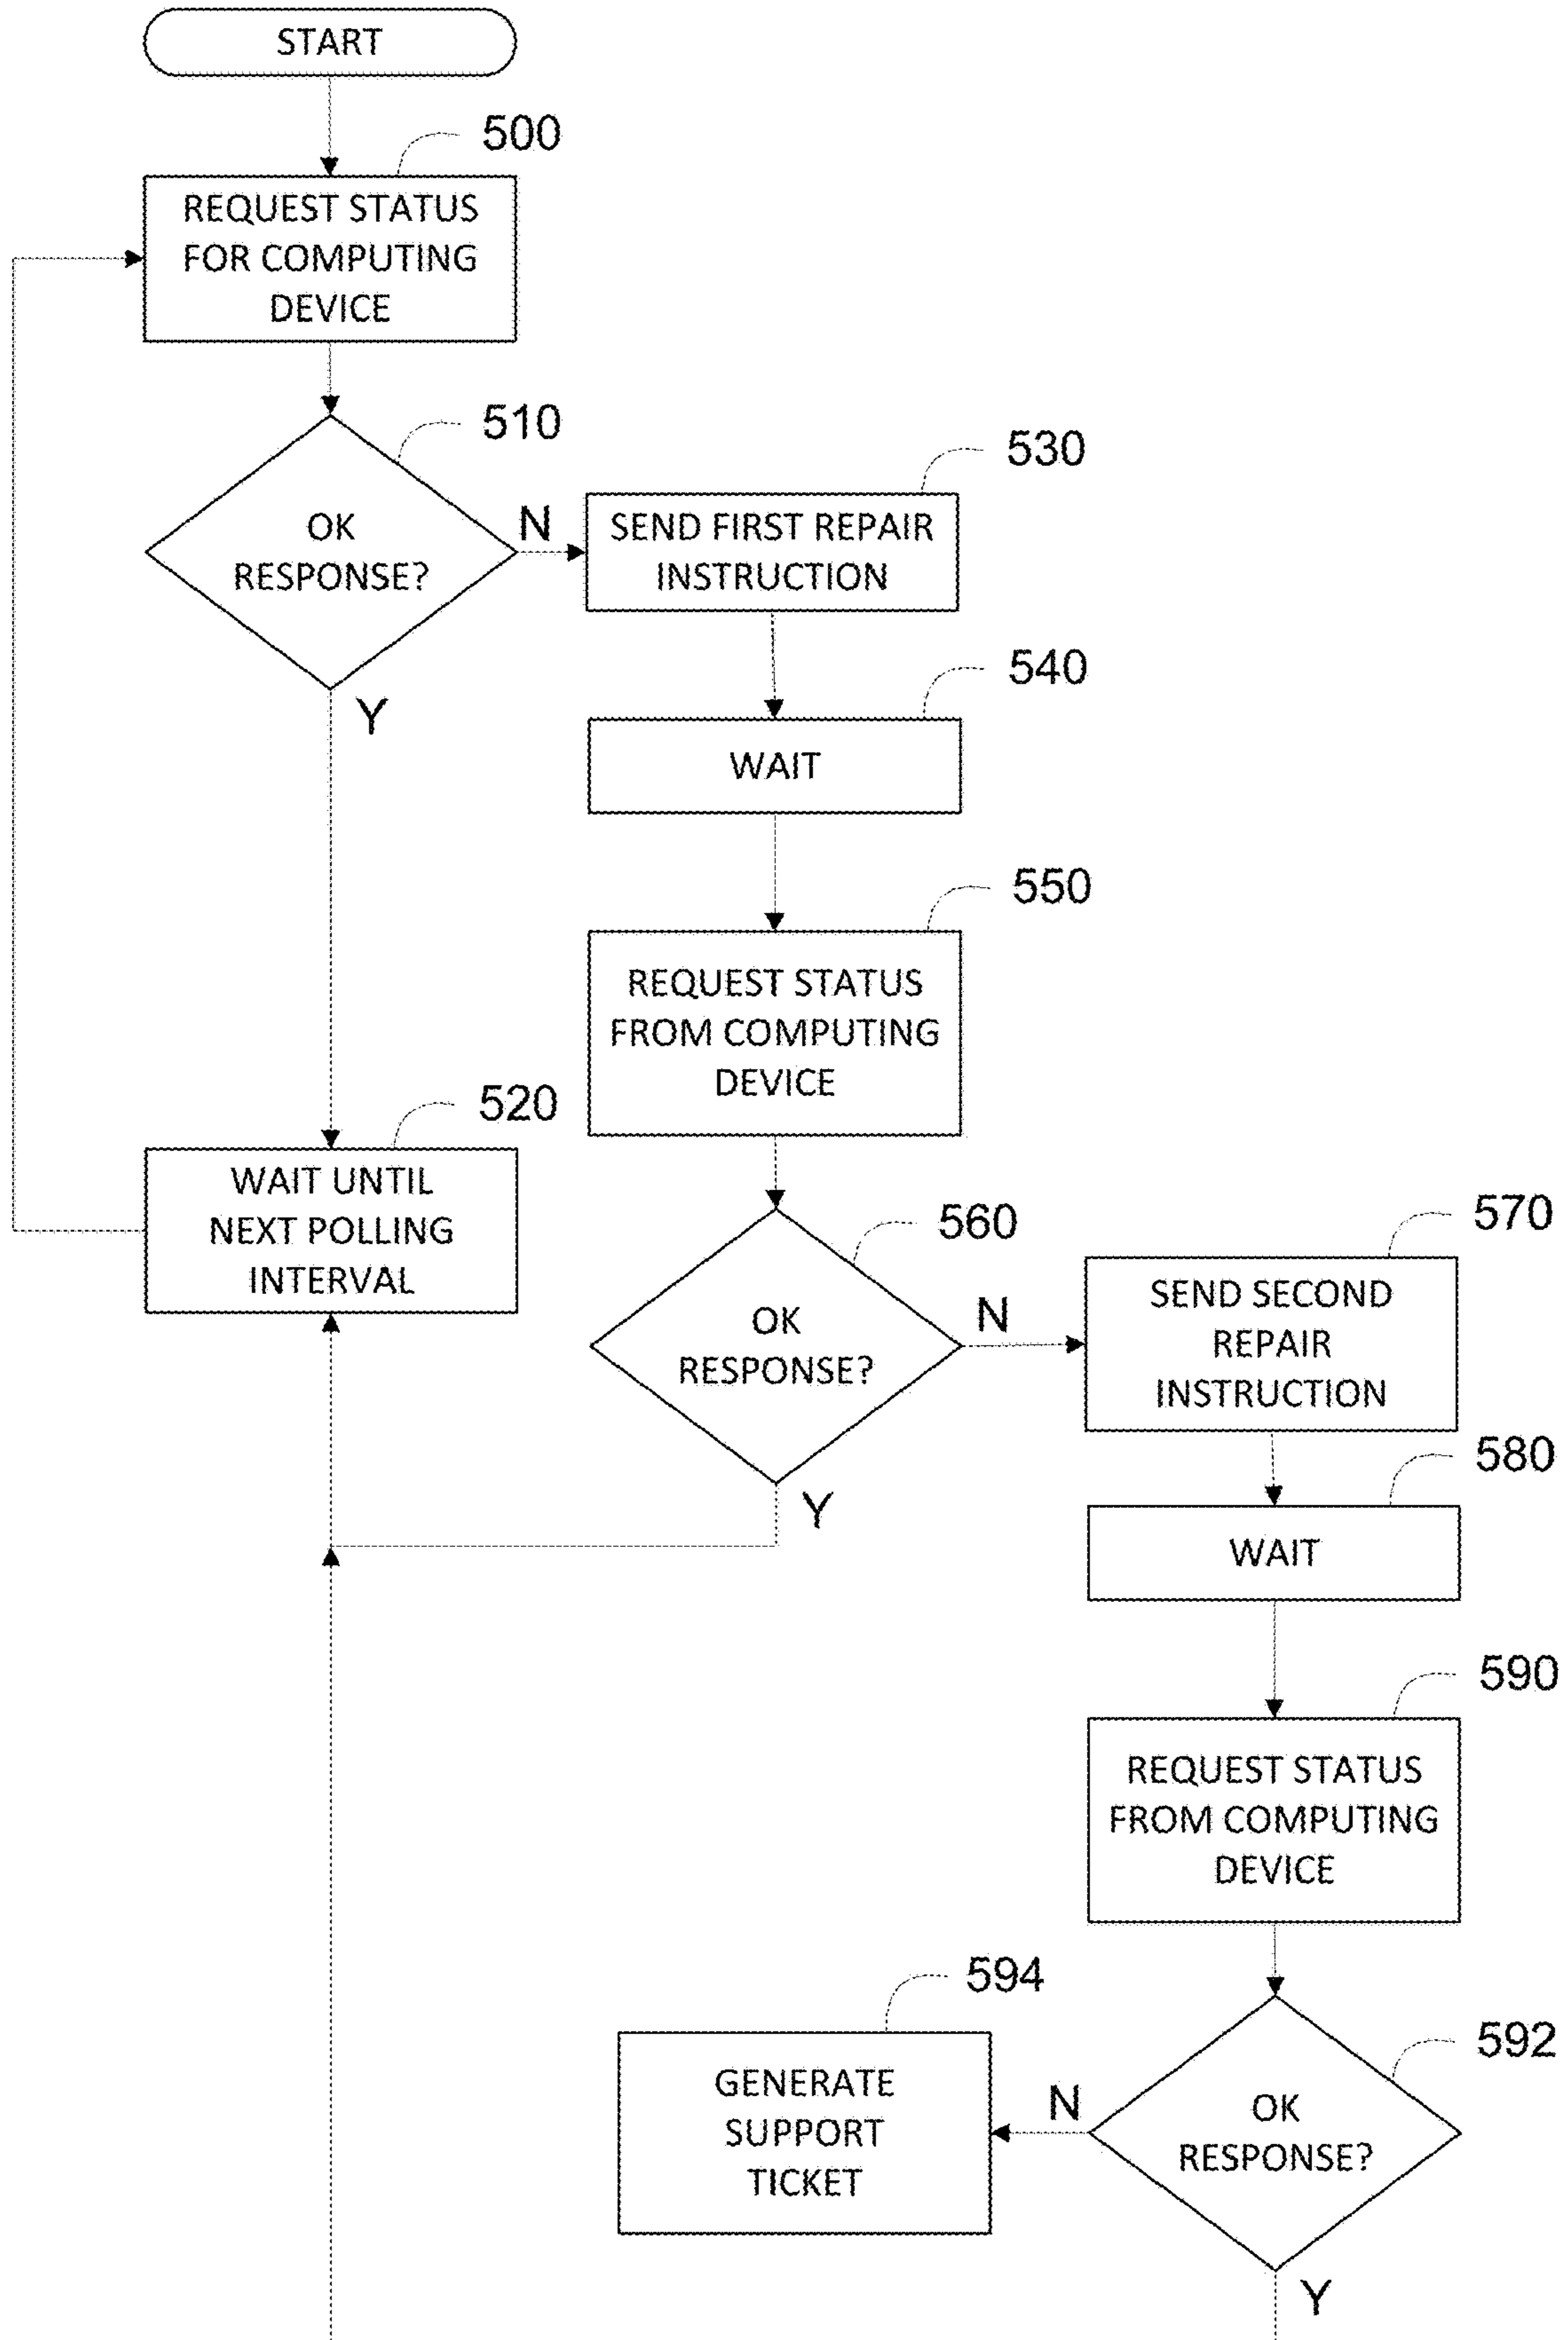 START
500
REQUEST STATUS
FOR COMPUTING
DEVICE
510
OK
RESPONSE?
N
Y
530
SEND FIRST REPAIR
INSTRUCTION
540
WAIT
550
REQUEST STATUS
FROM COMPUTING
DEVICE
520
WAIT UNTIL
NEXT POLLING
INTERVAL
560
OK
RESPONSE?
N
Y
570
SEND SECOND
REPAIR
INSTRUCTION
580
WAIT
590
REQUEST STATUS
FROM COMPUTING
DEVICE
592
OK
RESPONSE?
N
Y
594
GENERATE
SUPPORT
TICKET